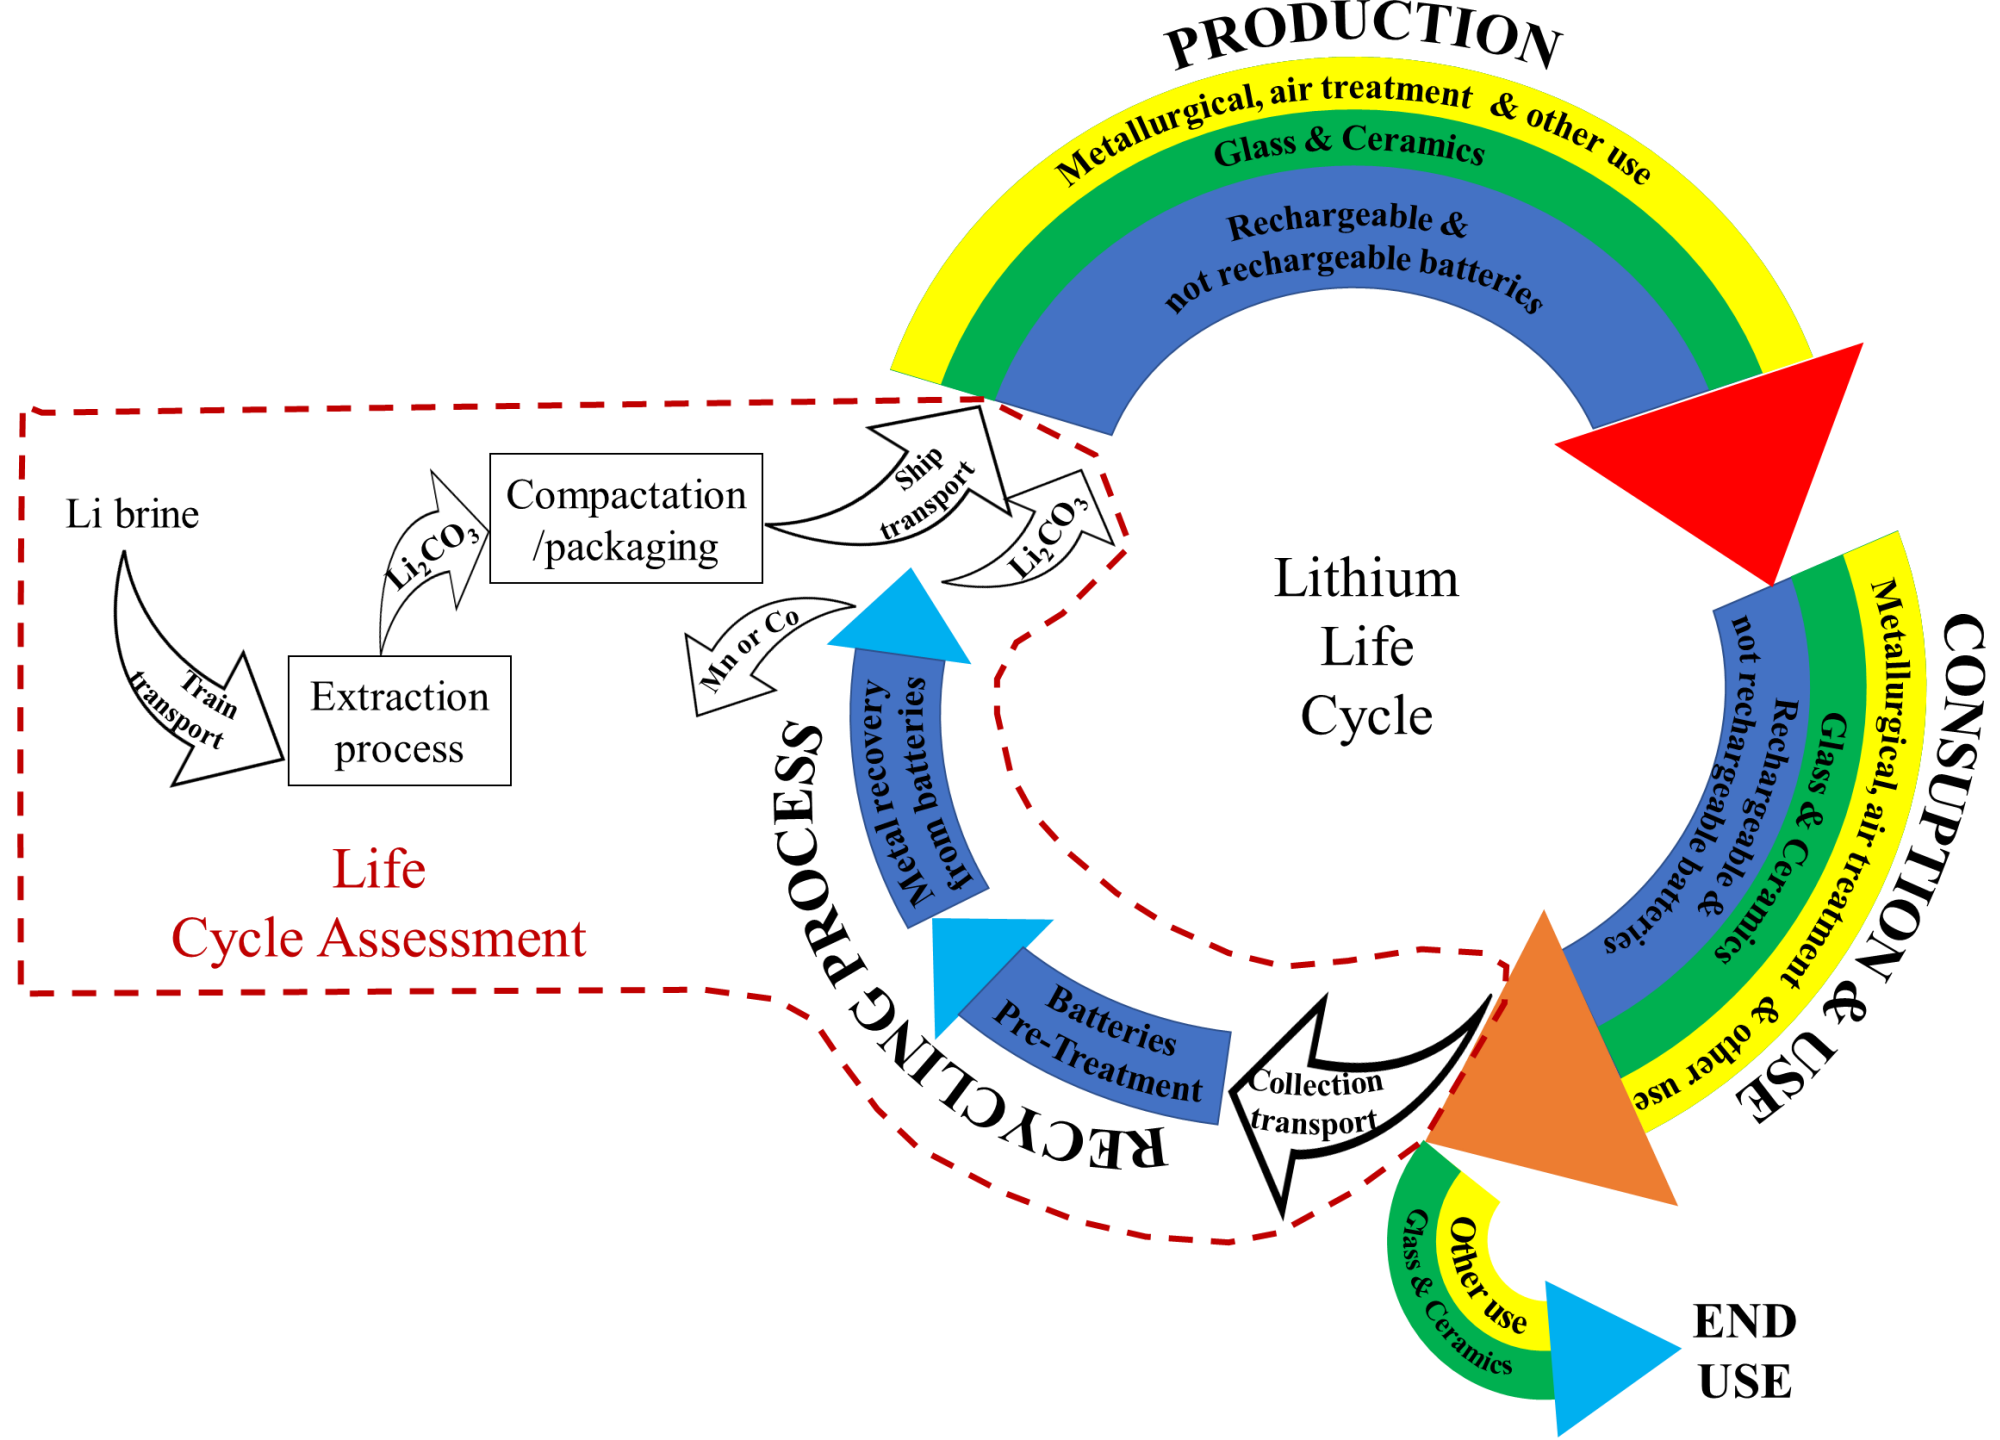 PRODUCTION
Metallurgical, air treatment & other use
Glass & Ceramics
Rechargeable &
not rechargeable batteries
Li brine
Train
transport
Extraction
process
Li₂CO₃
Compactation
/packaging
Ship
transport
Li₂CO₃
Mn or Co
Lithium
Life
Cycle
Life
Cycle Assessment
CONSUPTION & USE
Metallurgical, air treatment & other use
Glass & Ceramics
Rechargeable &
not rechargeable batteries
RECYCLING PROCESS
Metal recovery
from batteries
Batteries
Pre-Treatment
Collection
transport
Glass & Ceramics
Other use
END
USE